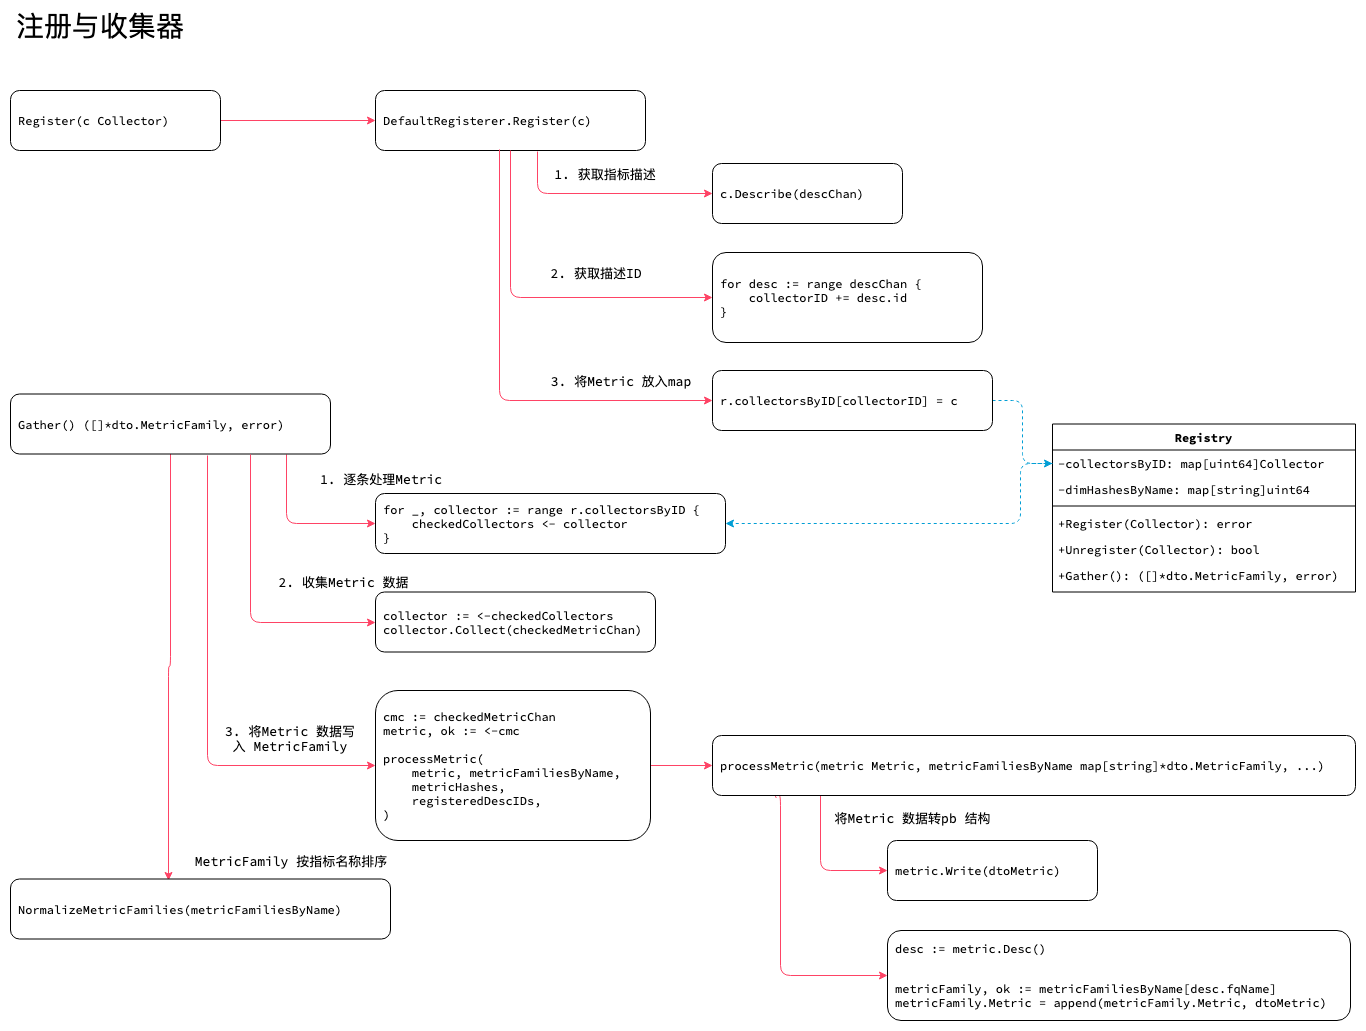 注册与收集器
Register(c Collector)
DefaultRegisterer.Register(c)
1. 获取指标描述
c.Describe(descChan)
2. 获取描述ID
for desc := range descChan {
    collectorID += desc.id
}
3. 将Metric 放入map
r.collectorsByID[collectorID] = c
Gather() ([]*dto.MetricFamily, error)
Registry
-collectorsByID: map[uint64]Collector
-dimHashesByName: map[string]uint64
+Register(Collector): error
+Unregister(Collector): bool
+Gather(): ([]*dto.MetricFamily, error)
1. 逐条处理Metric
for _, collector := range r.collectorsByID {
    checkedCollectors <- collector
}
2. 收集Metric 数据
collector := <-checkedCollectors
collector.Collect(checkedMetricChan)
3. 将Metric 数据写
入 MetricFamily
cmc := checkedMetricChan
metric, ok := <-cmc
processMetric(
    metric, metricFamiliesByName,
    metricHashes,
    registeredDescIDs,
)
processMetric(metric Metric, metricFamiliesByName map[string]*dto.MetricFamily, ...)
将Metric 数据转pb 结构
metric.Write(dtoMetric)
MetricFamily 按指标名称排序
NormalizeMetricFamilies(metricFamiliesByName)
desc := metric.Desc()
metricFamily, ok := metricFamiliesByName[desc.fqName]
metricFamily.Metric = append(metricFamily.Metric, dtoMetric)